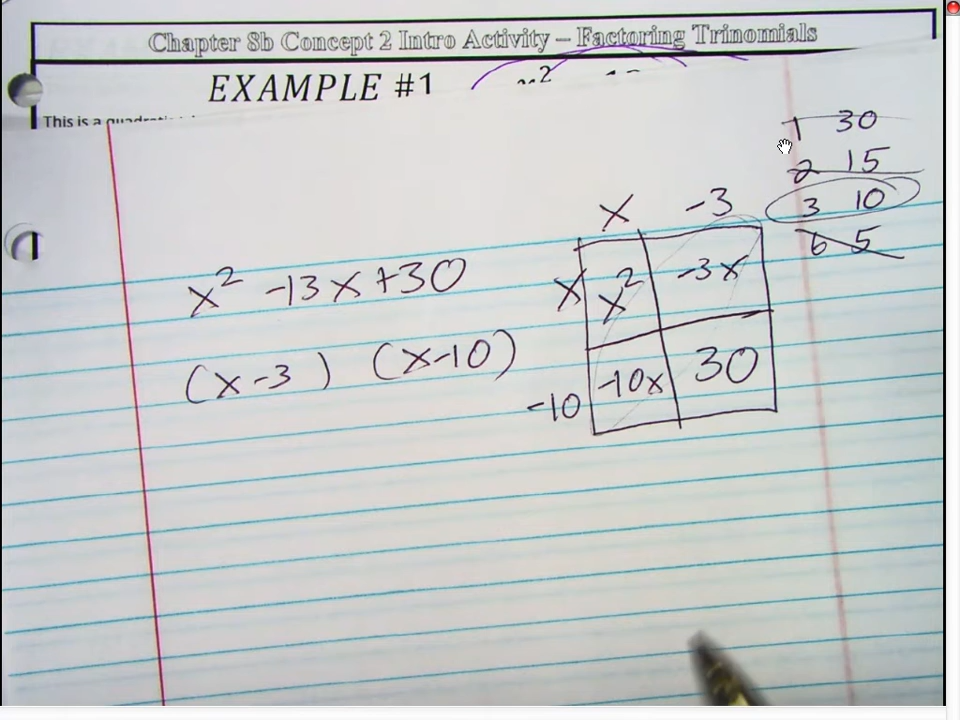 Chapter 8b Concept 2 Intro Activity – Factoring Trinomials
EXAMPLE #1
This is a
x² -13x +30
(x -3 ) (x-10)
x -3
x x² -3x
-10 -10x 30
1 30
2 15
3 10
6 5